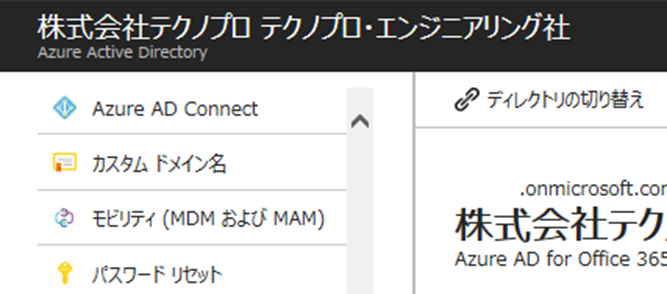 株式会社テクノプロ テクノプロ・エンジニアリング社
Azure Active Directory
Azure AD Connect
カスタム ドメイン名
モビリティ (MDM および MAM)
パスワード リセット
ディレクトリの切り替え
.onmicrosoft.com
株式会社テク
Azure AD for Office 365